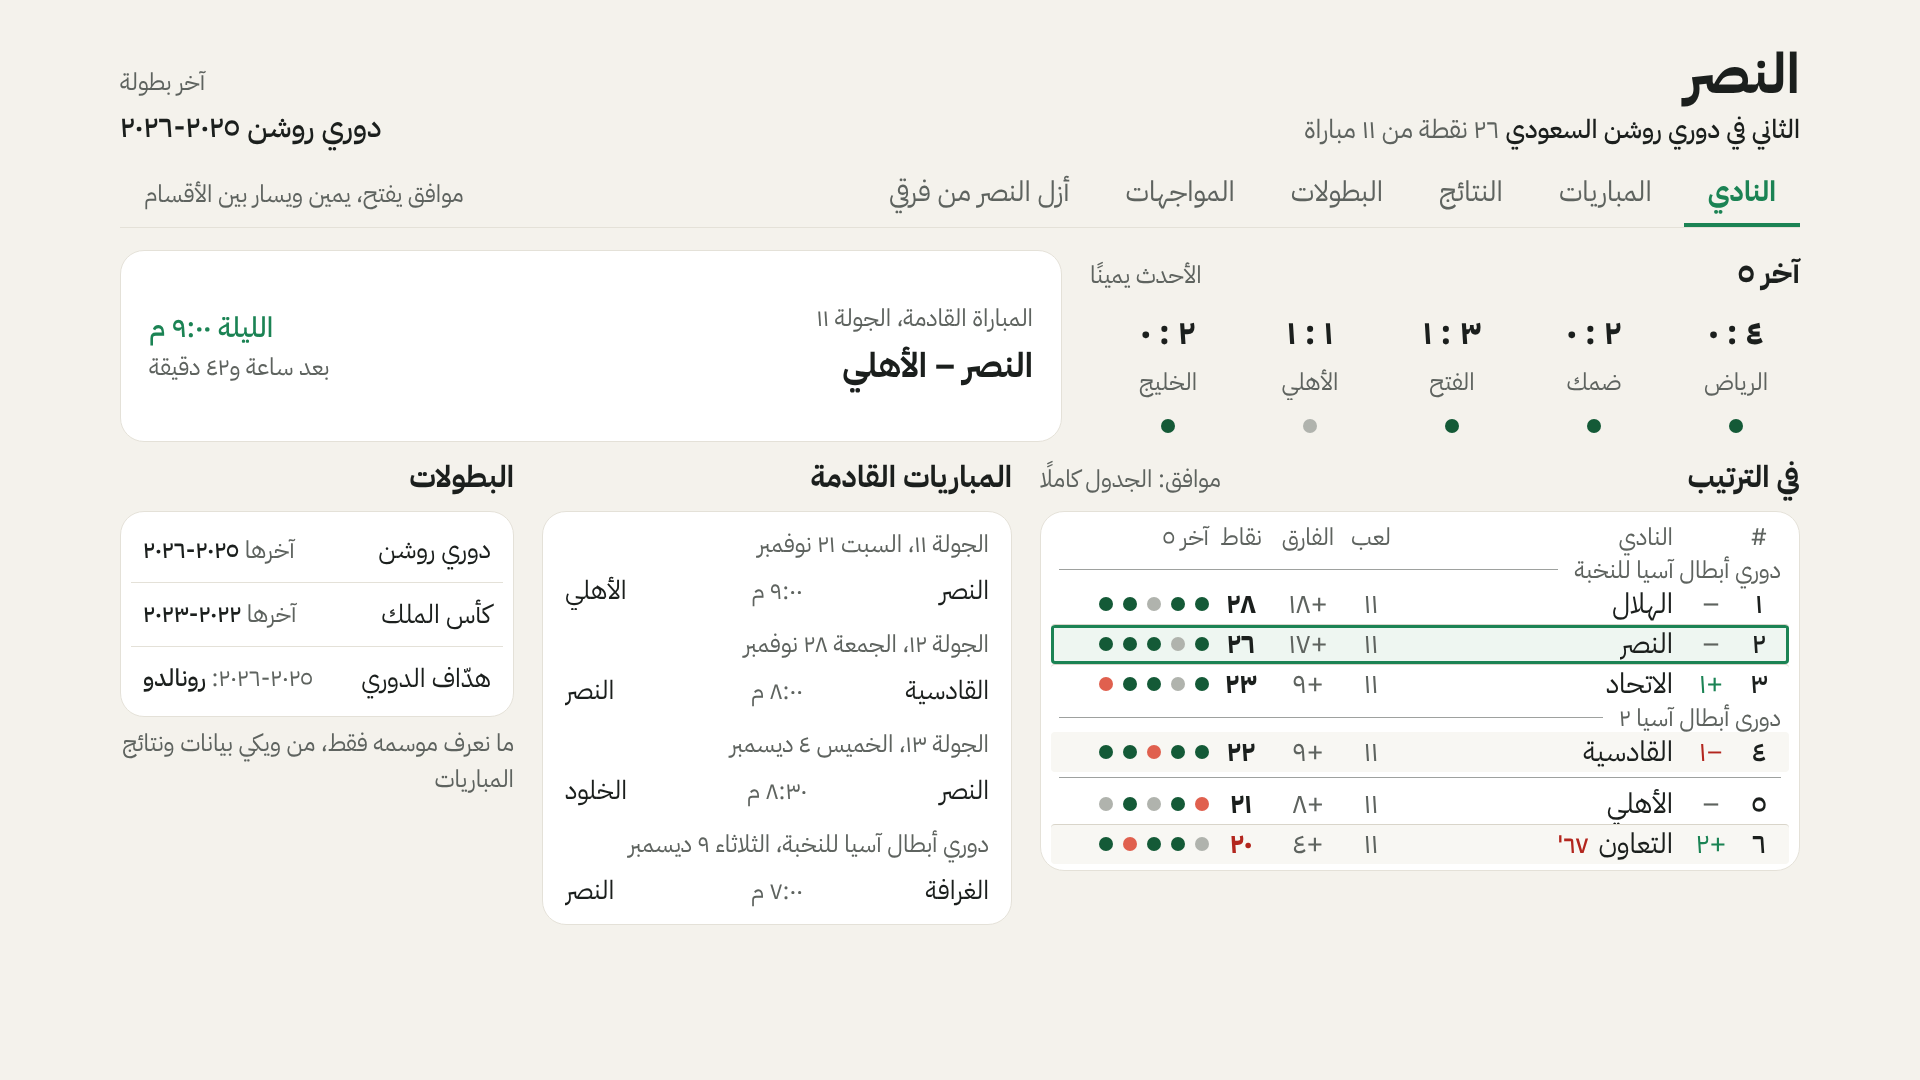 النصر
الثاني في دوري روشن السعودي ٢٦ نقطة من ١١ مباراة
آخر بطولة
دوري روشن ٢٠٢٥-٢٠٢٦
النادي المباريات النتائج البطولات المواجهات أزل النصر من فرقي
موافق يفتح، يمين ويسار بين الأقسام
آخر ٥ الأحدث يمينًا
٤ : ٠ ٢ : ٠ ٣ : ١ ١ : ١ ٢ : ٠
الرياض ضمك الفتح الأهلي الخليج
المباراة القادمة، الجولة ١١
النصر – الأهلي
الليلة ٩:٠٠ م
بعد ساعة و٤٢ دقيقة
في الترتيب موافق: الجدول كاملًا
# النادي لعب الفارق نقاط آخر ٥
دوري أبطال آسيا للنخبة
١ – الهلال ١١ +١٨ ٢٨
٢ – النصر ١١ +١٧ ٢٦
٣ +١ الاتحاد ١١ +٩ ٢٣
دوري أبطال آسيا ٢
٤ –١ القادسية ١١ +٩ ٢٢
٥ – الأهلي ١١ +٨ ٢١
٦ +٢ التعاون ٦٧' ١١ +٤ ٢٠
المباريات القادمة
الجولة ١١، السبت ٢١ نوفمبر
النصر ٩:٠٠ م الأهلي
الجولة ١٢، الجمعة ٢٨ نوفمبر
القادسية ٨:٠٠ م النصر
الجولة ١٣، الخميس ٤ ديسمبر
النصر ٨:٣٠ م الخلود
دوري أبطال آسيا للنخبة، الثلاثاء ٩ ديسمبر
الغرافة ٧:٠٠ م النصر
البطولات
دوري روشن آخرها ٢٠٢٥-٢٠٢٦
كأس الملك آخرها ٢٠٢٢-٢٠٢٣
هدّاف الدوري ٢٠٢٥-٢٠٢٦: رونالدو
ما نعرف موسمه فقط، من ويكي بيانات ونتائج
المباريات